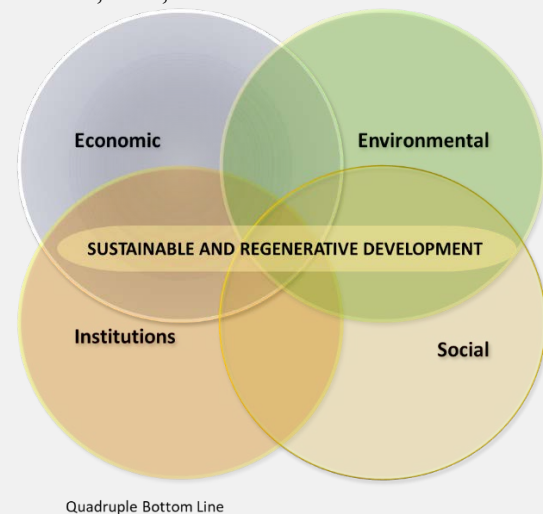 Economic
Environmental
SUSTAINABLE AND REGENERATIVE DEVELOPMENT
Institutions
Social
Quadruple Bottom Line